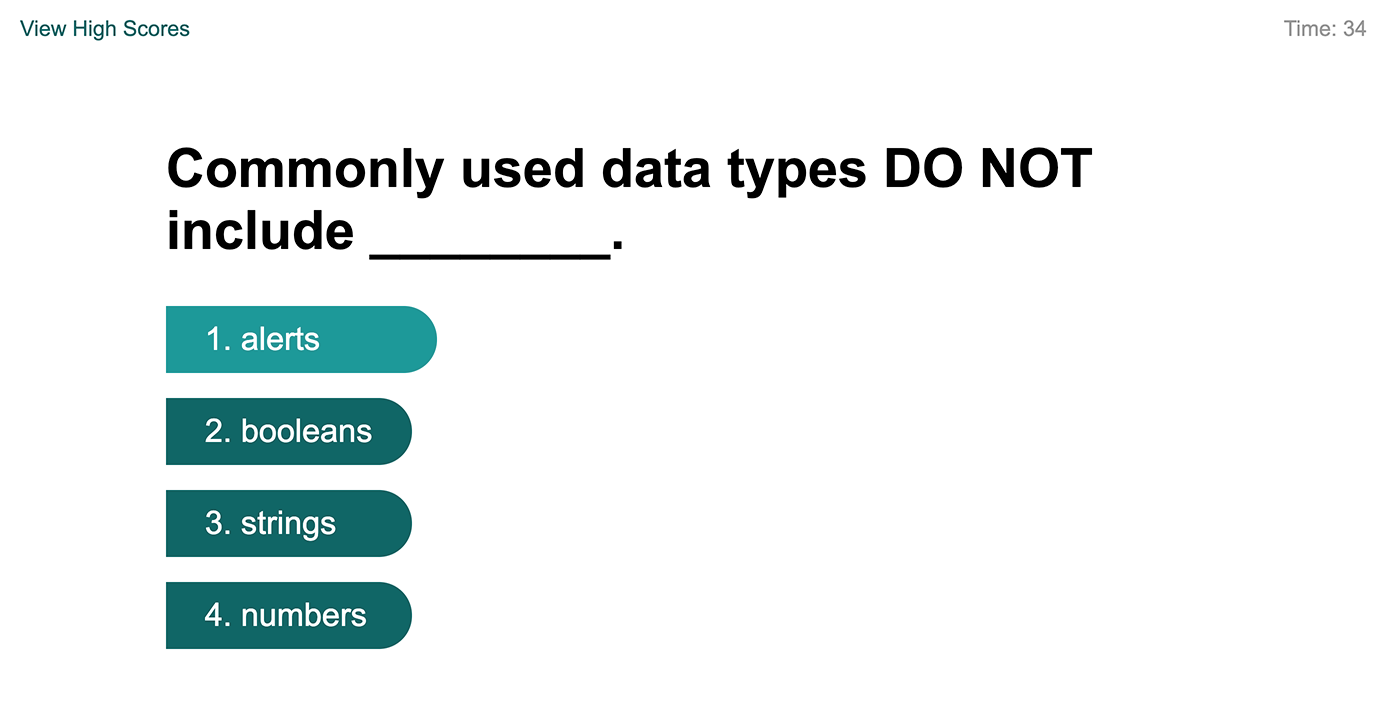 View High Scores
Time: 34
Commonly used data types DO NOT
include ________.
1. alerts
2. booleans
3. strings
4. numbers